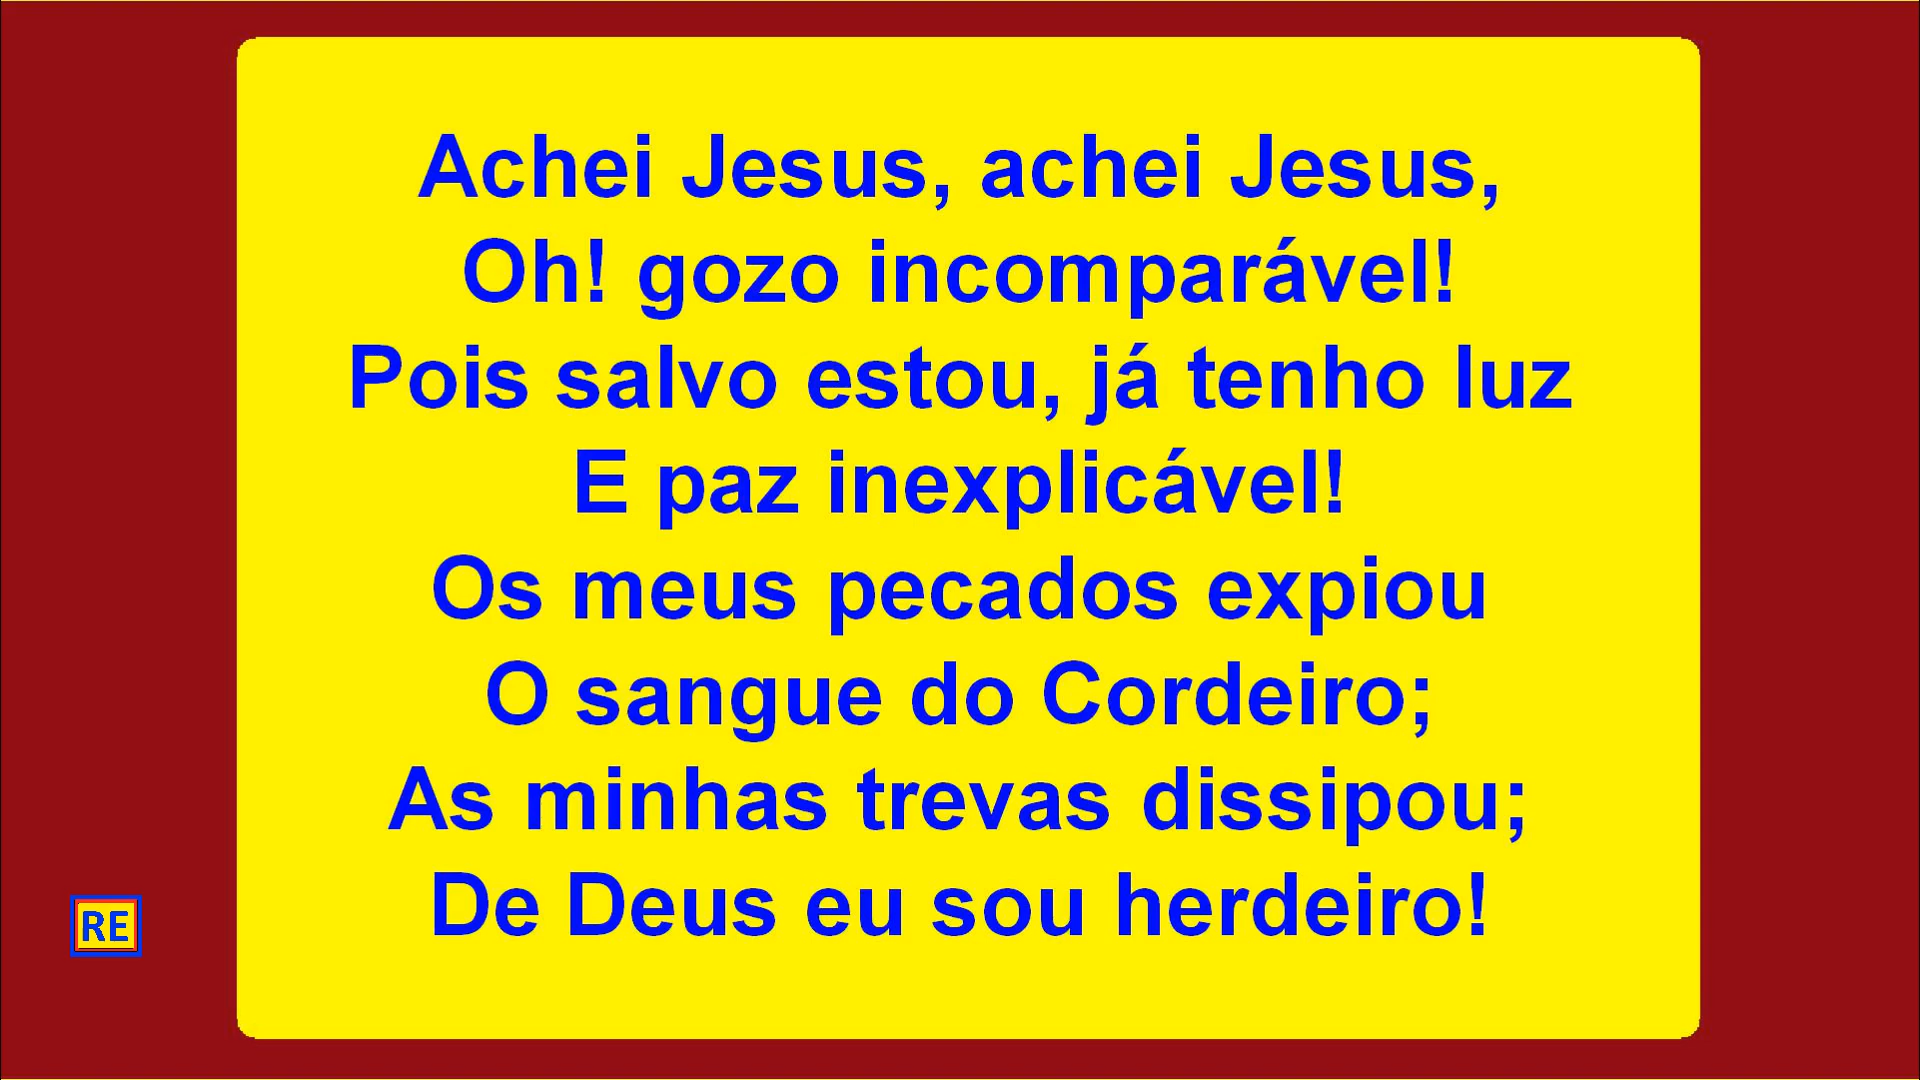 Achei Jesus, achei Jesus,
Oh! gozo incomparável!
Pois salvo estou, já tenho luz
E paz inexplicável!
Os meus pecados expiou
O sangue do Cordeiro;
As minhas trevas dissipou;
De Deus eu sou herdeiro!
RE